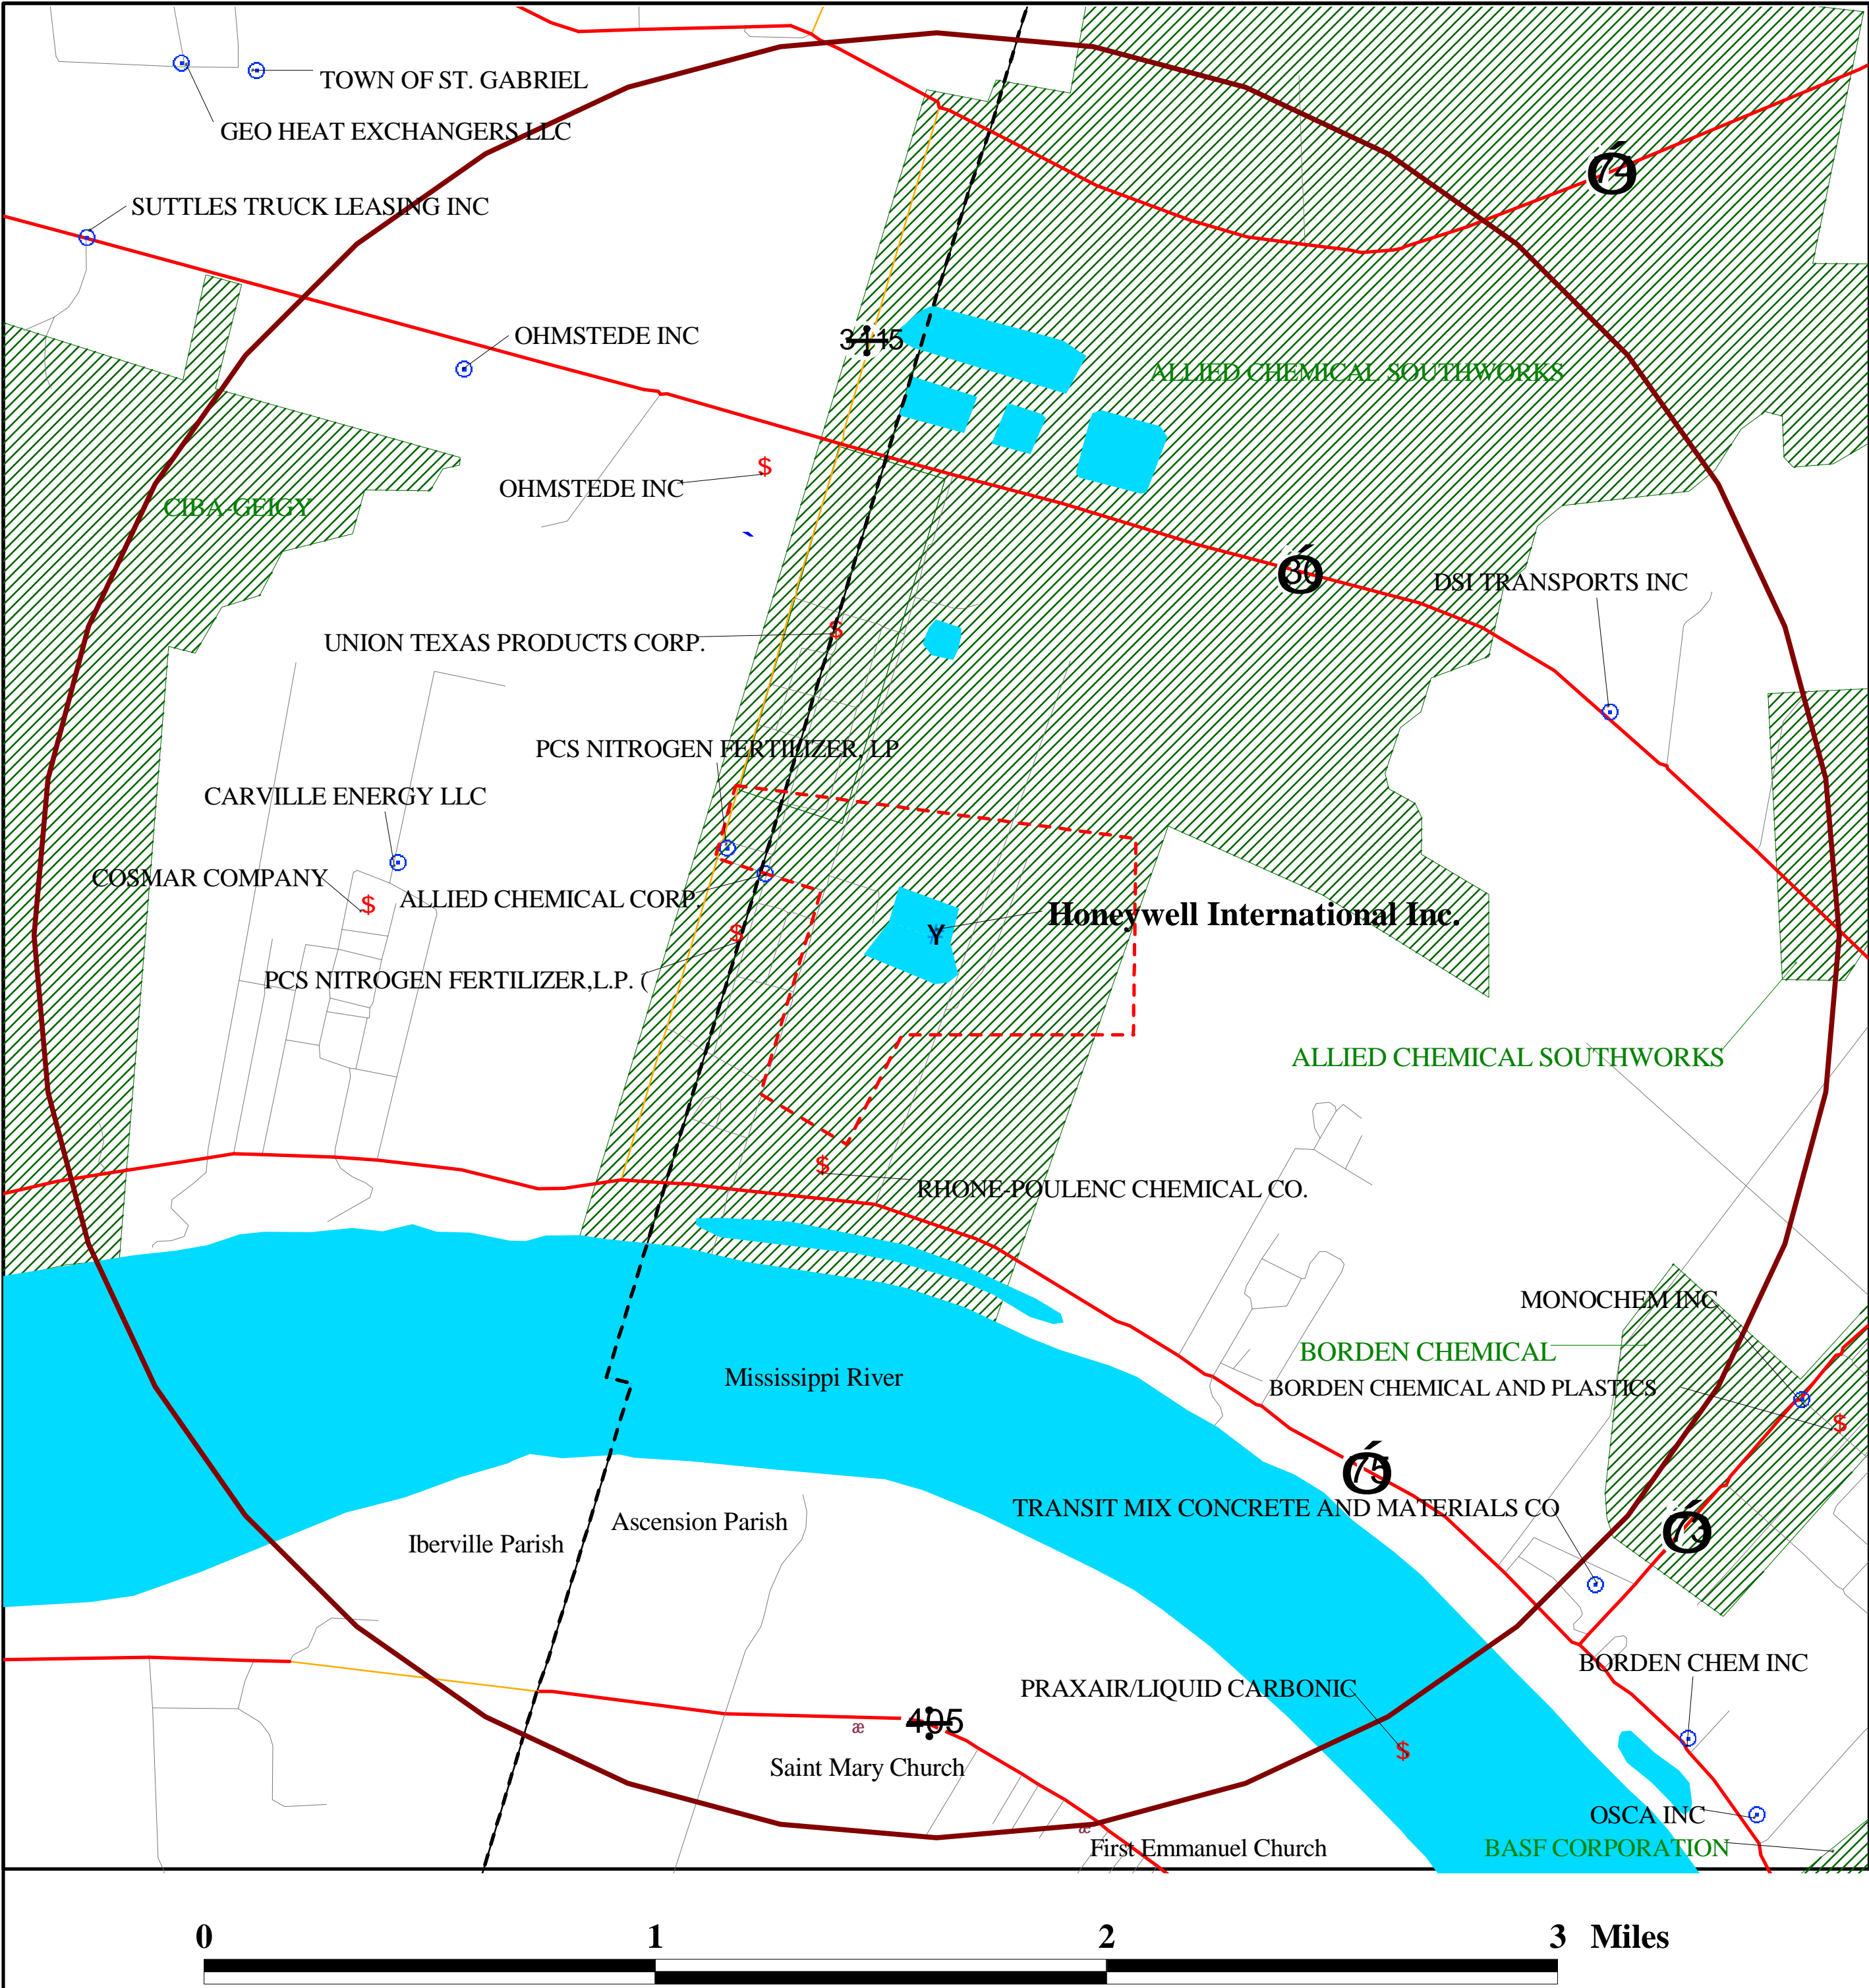 TOWN OF ST. GABRIEL
GEO HEAT EXCHANGERS LLC
SUTTLES TRUCK LEASING INC
74
OHMSTEDE INC
3115
ALLIED CHEMICAL SOUTHWORKS
OHMSTEDE INC
$
CIBA-GEIGY
30
DSI TRANSPORTS INC
UNION TEXAS PRODUCTS CORP.
$
PCS NITROGEN FERTILIZER, LP
CARVILLE ENERGY LLC
COSMAR COMPANY
$
ALLIED CHEMICAL CORP.
Honeywell International Inc.
Y
$
PCS NITROGEN FERTILIZER,L.P. (
ALLIED CHEMICAL SOUTHWORKS
$
RHONE-POULENC CHEMICAL CO.
MONOCHEM INC
BORDEN CHEMICAL
Mississippi River
BORDEN CHEMICAL AND PLASTICS
$
75
TRANSIT MIX CONCRETE AND MATERIALS CO
73
Ascension Parish
Iberville Parish
BORDEN CHEM INC
PRAXAIR/LIQUID CARBONIC
405
æ
$
Saint Mary Church
OSCA INC
æ
First Emmanuel Church
BASF CORPORATION
0 1 2 3 Miles